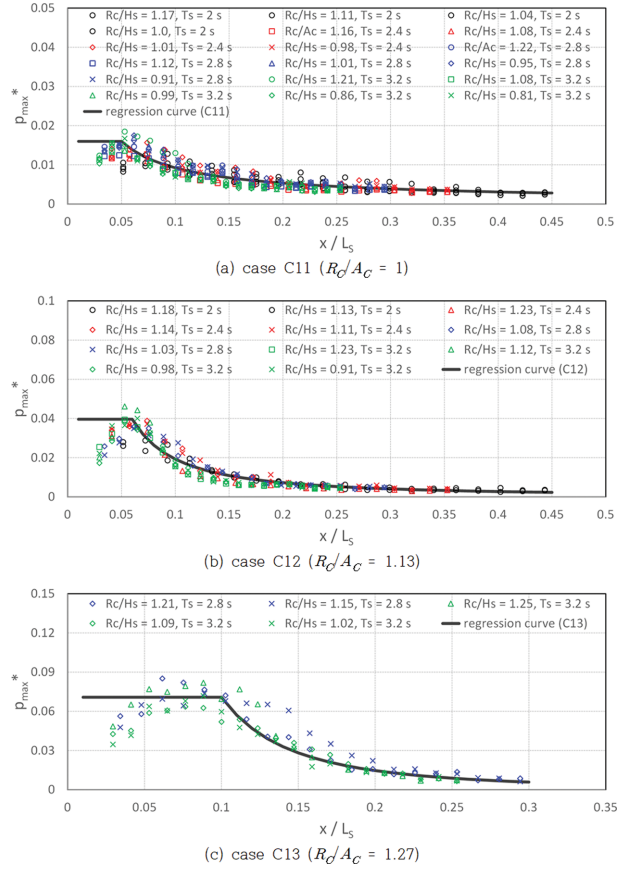 0.05
0.04
0.03
0.02
0.01
0
p_max*
Rc/Hs = 1.17, Ts = 2 s Rc/Hs = 1.11, Ts = 2 s Rc/Hs = 1.04, Ts = 2 s
Rc/Hs = 1.0, Ts = 2 s Rc/Ac = 1.16, Ts = 2.4 s Rc/Hs = 1.08, Ts = 2.4 s
Rc/Hs = 1.01, Ts = 2.4 s Rc/Hs = 0.98, Ts = 2.4 s Rc/Ac = 1.22, Ts = 2.8 s
Rc/Hs = 1.12, Ts = 2.8 s Rc/Hs = 1.01, Ts = 2.8 s Rc/Hs = 0.95, Ts = 2.8 s
Rc/Hs = 0.91, Ts = 2.8 s Rc/Hs = 1.21, Ts = 3.2 s Rc/Hs = 1.08, Ts = 3.2 s
Rc/Hs = 0.99, Ts = 3.2 s Rc/Hs = 0.86, Ts = 3.2 s Rc/Hs = 0.81, Ts = 3.2 s
regression curve (C11)
0 0.05 0.1 0.15 0.2 0.25 0.3 0.35 0.4 0.45 0.5
x / L_S
(a) case C11 (R_C/A_C = 1)
0.1
0.08
0.06
0.04
0.02
0
p_max*
Rc/Hs = 1.18, Ts = 2 s Rc/Hs = 1.13, Ts = 2 s Rc/Hs = 1.23, Ts = 2.4 s
Rc/Hs = 1.14, Ts = 2.4 s Rc/Hs = 1.11, Ts = 2.4 s Rc/Hs = 1.08, Ts = 2.8 s
Rc/Hs = 1.03, Ts = 2.8 s Rc/Hs = 1.23, Ts = 3.2 s Rc/Hs = 1.12, Ts = 3.2 s
Rc/Hs = 0.98, Ts = 3.2 s Rc/Hs = 0.91, Ts = 3.2 s regression curve (C12)
0 0.05 0.1 0.15 0.2 0.25 0.3 0.35 0.4 0.45 0.5
x / L_S
(b) case C12 (R_C/A_C = 1.13)
0.15
0.12
0.09
0.06
0.03
0
p_max*
Rc/Hs = 1.21, Ts = 2.8 s Rc/Hs = 1.15, Ts = 2.8 s Rc/Hs = 1.25, Ts = 3.2 s
Rc/Hs = 1.09, Ts = 3.2 s Rc/Hs = 1.02, Ts = 3.2 s regression curve (C13)
0 0.05 0.1 0.15 0.2 0.25 0.3 0.35
x / L_S
(c) case C13 (R_C/A_C = 1.27)